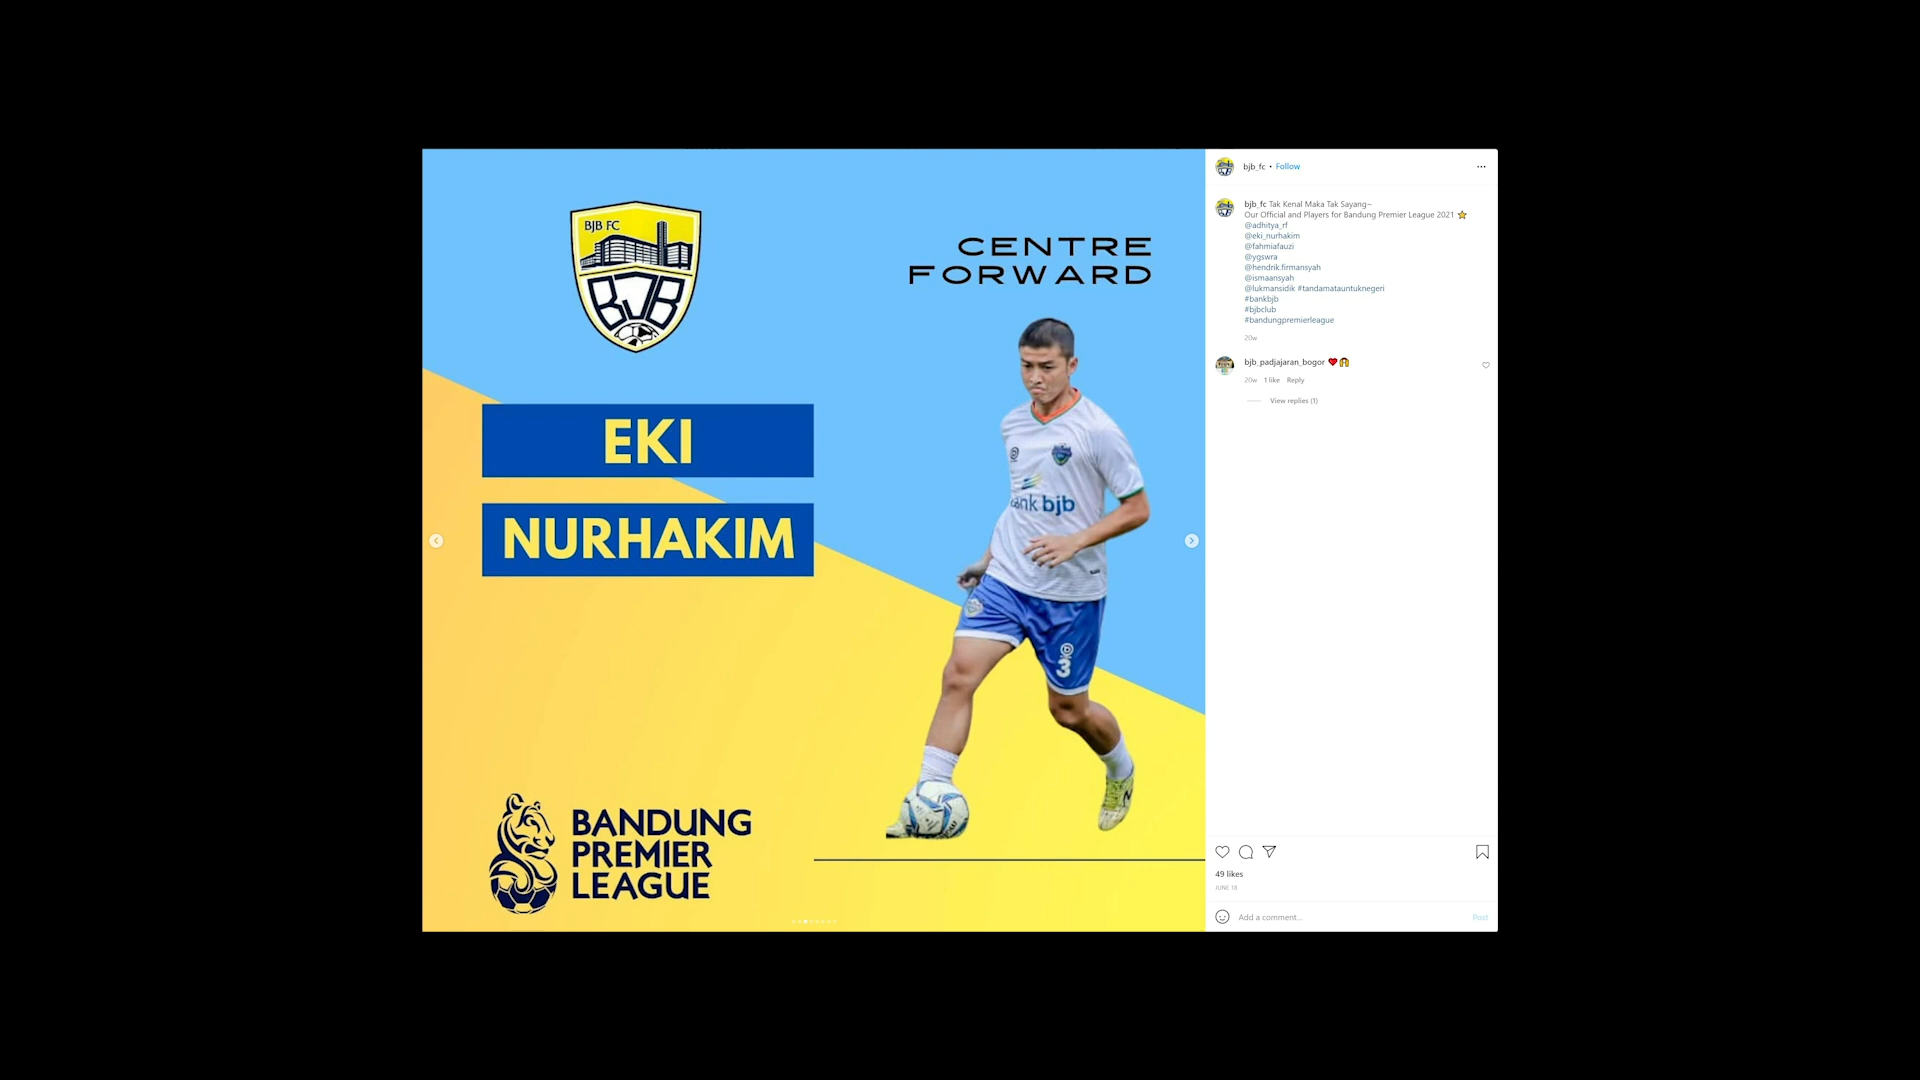 BJB FC
BJB
CENTRE
FORWARD
EKI
NURHAKIM
bank bjb
3
BANDUNG
PREMIER
LEAGUE
bjb_fc • Follow
bjb_fc Tak Kenal Maka Tak Sayang~
Our Official and Players for Bandung Premier League 2021 ⭐
@adhitya_rf
@eki_nurhakim
@fahmiafauzi
@ygswra
@hendrik.firmansyah
@ismaansyah
@lukmansidik #tandamatauntuknegeri
#bankbjb
#bjbclub
#bandungpremierleague
20w
bjb_padjajaran_bogor ❤️🙌
20w 1 like Reply
View replies (1)
49 likes
JUNE 18
Add a comment...
Post